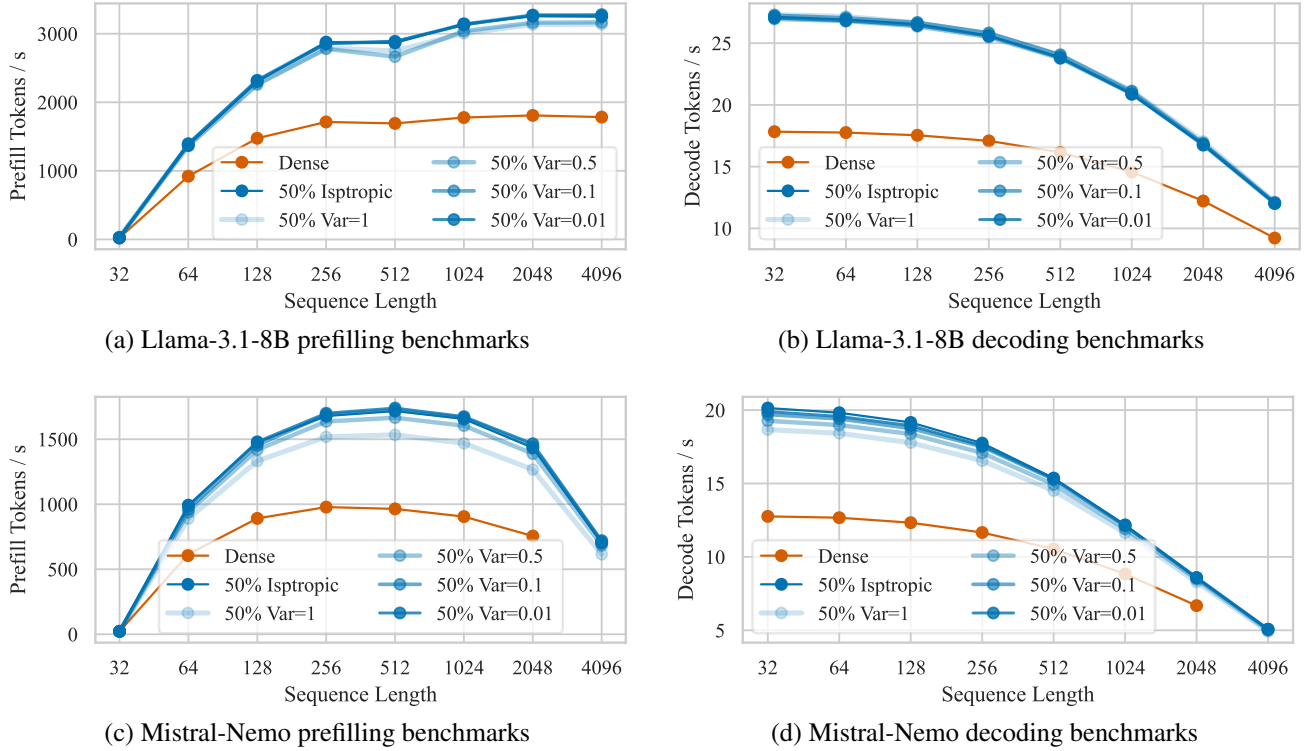 Prefill Tokens / s
3000
2000
1000
0
Dense
50% Isptropic
50% Var=1
50% Var=0.5
50% Var=0.1
50% Var=0.01
32 64 128 256 512 1024 2048 4096
Sequence Length
(a) Llama-3.1-8B prefilling benchmarks
Decode Tokens / s
25
20
15
10
Dense
50% Isptropic
50% Var=1
50% Var=0.5
50% Var=0.1
50% Var=0.01
32 64 128 256 512 1024 2048 4096
Sequence Length
(b) Llama-3.1-8B decoding benchmarks
Prefill Tokens / s
1500
1000
500
0
Dense
50% Isptropic
50% Var=1
50% Var=0.5
50% Var=0.1
50% Var=0.01
32 64 128 256 512 1024 2048 4096
Sequence Length
(c) Mistral-Nemo prefilling benchmarks
Decode Tokens / s
20
15
10
5
Dense
50% Isptropic
50% Var=1
50% Var=0.5
50% Var=0.1
50% Var=0.01
32 64 128 256 512 1024 2048 4096
Sequence Length
(d) Mistral-Nemo decoding benchmarks